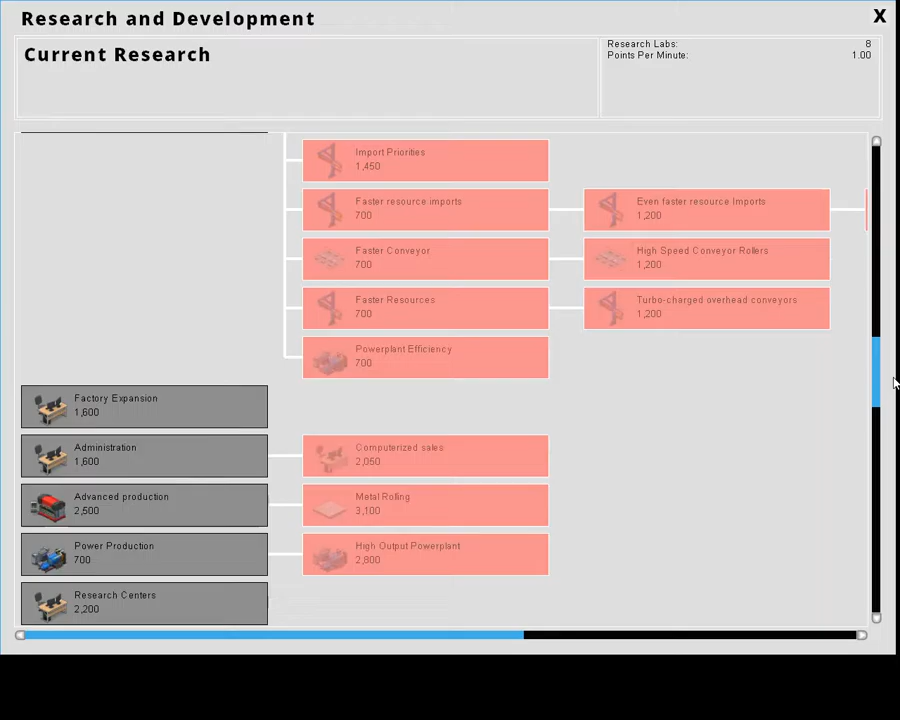 Research and Development
X
Current Research
Research Labs: 8
Points Per Minute: 1.00
Import Priorities
1,450
Faster resource imports
700
Even faster resource Imports
1,200
Faster Conveyor
700
High Speed Conveyor Rollers
1,200
Faster Resources
700
Turbo-charged overhead conveyors
1,200
Powerplant Efficiency
700
Factory Expansion
1,600
Administration
1,600
Computerized sales
2,050
Advanced production
2,500
Metal Rolling
3,100
Power Production
700
High Output Powerplant
2,800
Research Centers
2,200